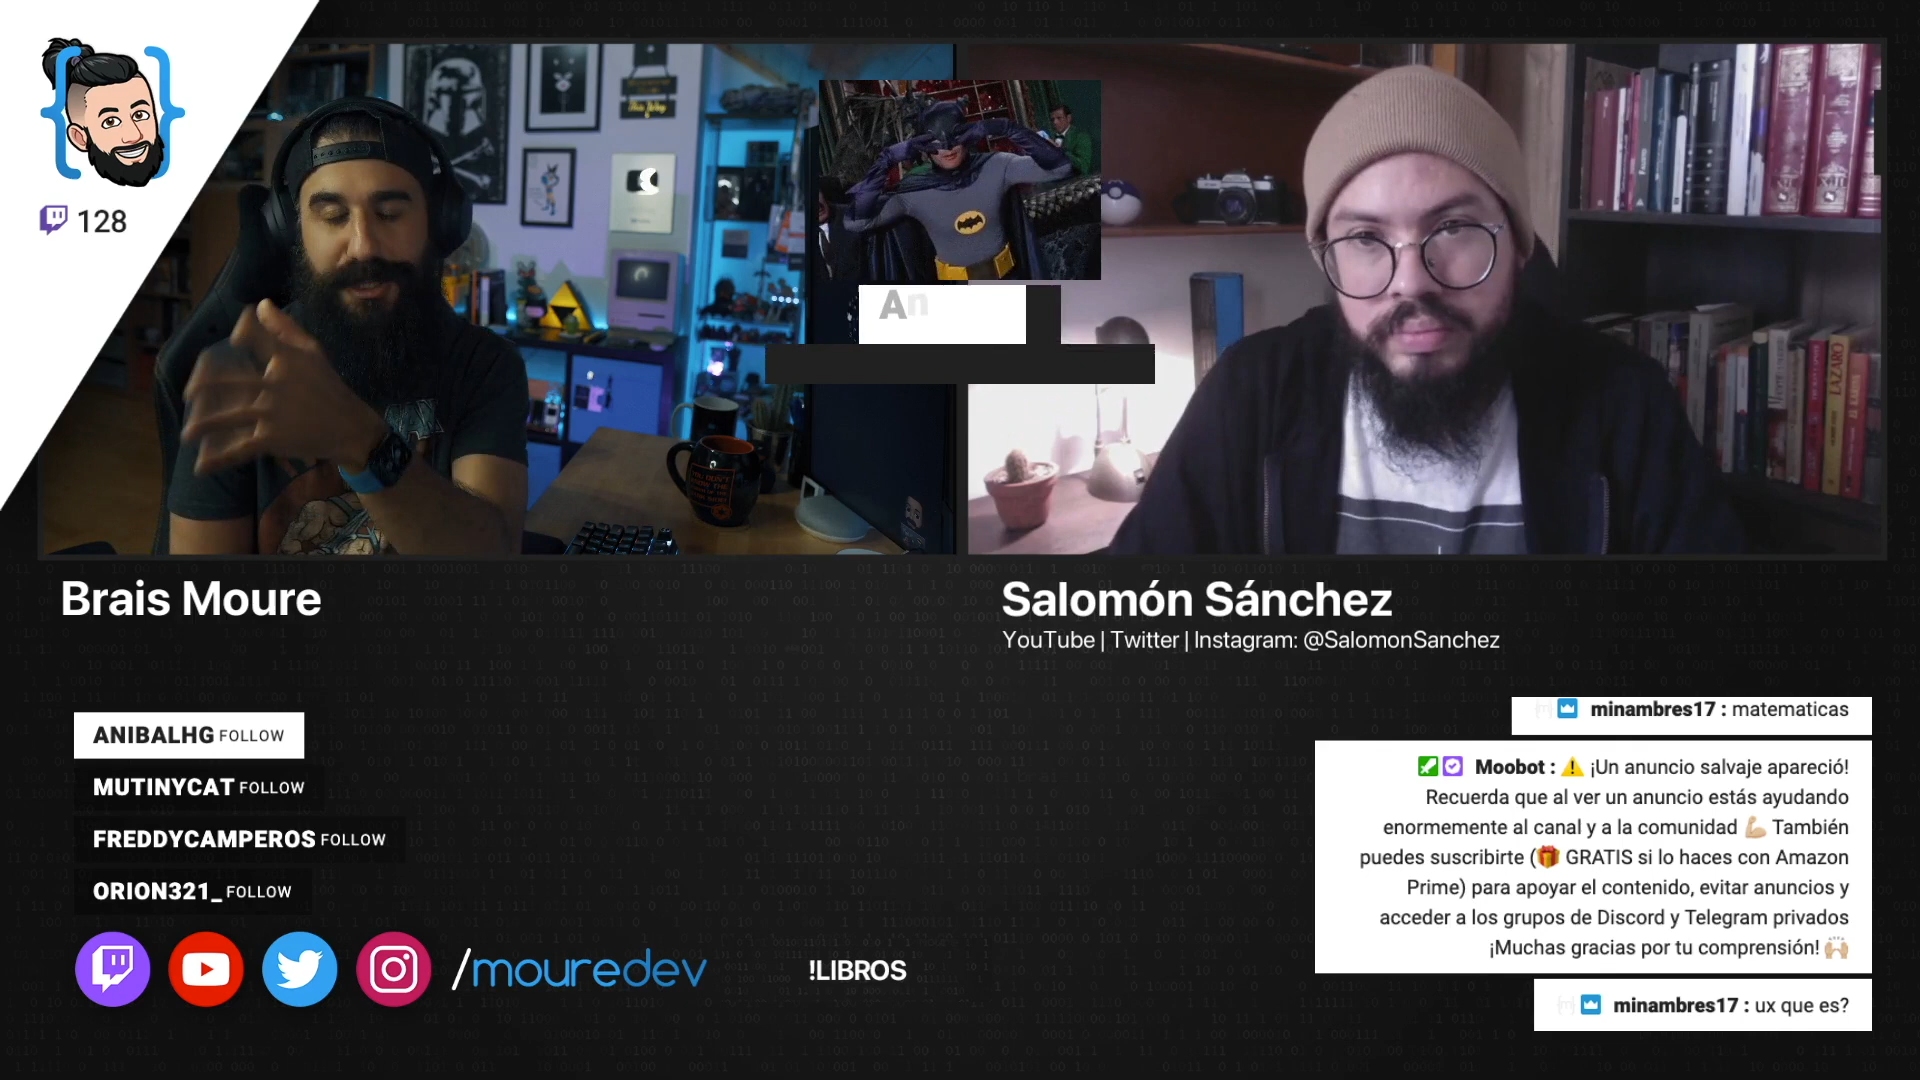 128
An
Brais Moure
Salomón Sánchez
YouTube | Twitter | Instagram: @SalomonSanchez
ANIBALHG FOLLOW
MUTINYCAT FOLLOW
FREDDYCAMPEROS FOLLOW
ORION321_ FOLLOW
/mouredev
!LIBROS
minambres17 : matematicas
Moobot : ⚠️ ¡Un anuncio salvaje apareció!
Recuerda que al ver un anuncio estás ayudando
enormemente al canal y a la comunidad 💪🏼 También
puedes suscribirte (🎁 GRATIS si lo haces con Amazon
Prime) para apoyar el contenido, evitar anuncios y
acceder a los grupos de Discord y Telegram privados
¡Muchas gracias por tu comprensión! 🙌🏼
minambres17 : ux que es?
LAZARO